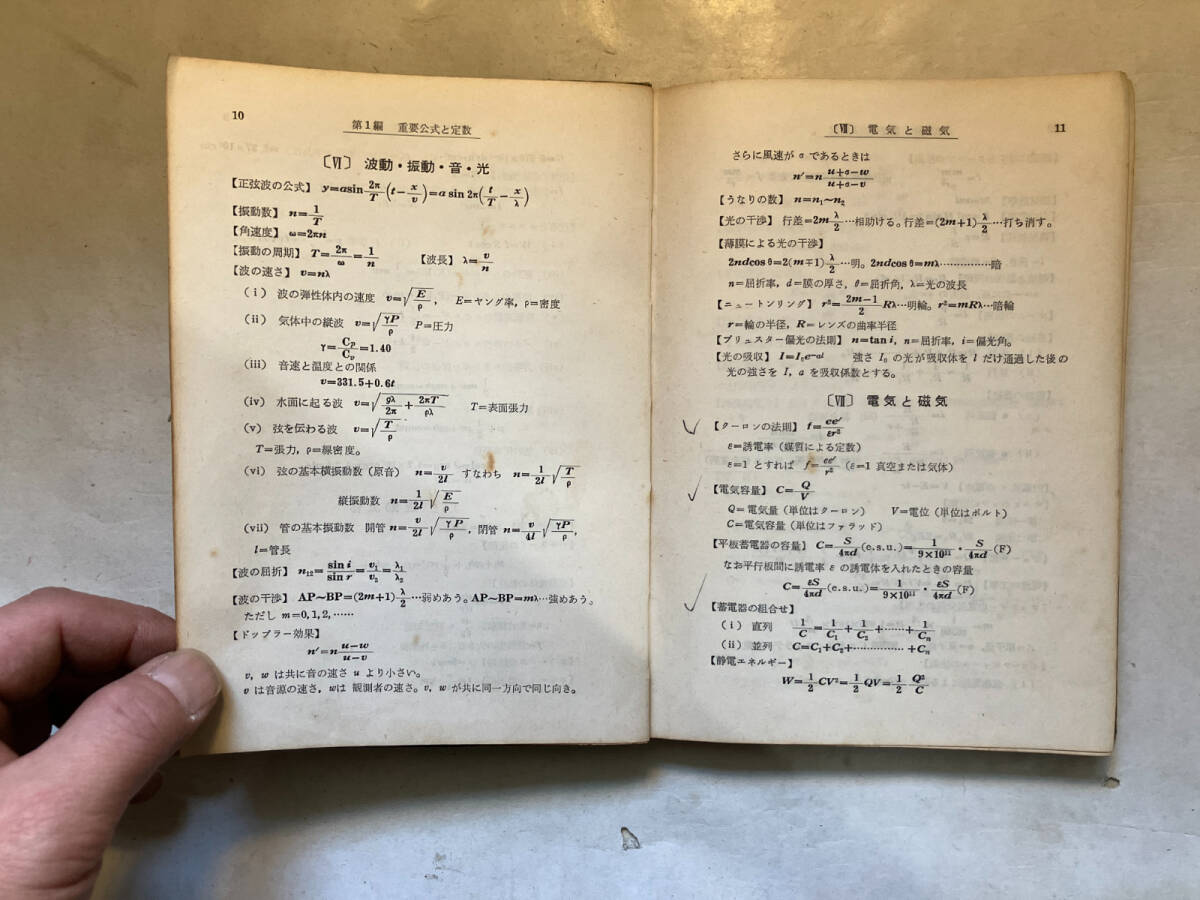 10
第1編 重要公式と定数
〔Ⅵ〕 波動・振動・音・光
【正弦波の公式】 y=asin 2π/T (t−x/v)=a sin 2π(t/T−x/λ)
【振動数】 n=1/T
【角速度】 ω=2πn
【振動の周期】 T=2π/ω=1/n 【波長】 λ=v/n
【波の速さ】 v=nλ
(i) 波の弾性体内の速度 v=√(E/ρ), E=ヤング率, ρ=密度
(ii) 気体中の縦波 v=√(γP/ρ) P=圧力
γ=Cp/Cv=1.40
(iii) 音速と温度との関係
v=331.5+0.6t
(iv) 水面に起る波 v=√(gλ/2π+2πT/ρλ) T=表面張力
(v) 弦を伝わる波 v=√(T/ρ)
T=張力, ρ=線密度。
(vi) 弦の基本横振動数(原音) n=v/2l すなわち n=1/2l √(T/ρ)
縦振動数 n=1/2l √(E/ρ)
(vii) 管の基本振動数 開管 n=v/2l √(γP/ρ), 閉管 n=v/4l √(γP/ρ),
l=管長
【波の屈折】 n₁₂=sin i/sin r=v₁/v₂=λ₁/λ₂
【波の干渉】 AP~BP=(2m+1)λ/2…弱めあう。AP~BP=mλ…強めあう。
ただし m=0,1,2,……
【ドップラー効果】
n′=n (u−w)/(u−v)
v, w は共に音の速さ u より小さい。
v は音源の速さ, wは 観測者の速さ。v, w が共に同一方向で同じ向き。
〔Ⅶ〕 電気と磁気
11
さらに風速が σ であるときは
n′=n (u+σ−w)/(u+σ−v)
【うなりの数】 n=n₁~n₂
【光の干渉】 行差=2m λ/2…相助ける。行差=(2m+1) λ/2…打ち消す。
【薄膜による光の干渉】
2ndcos θ=2(m∓1) λ/2…明。2ndcos θ=mλ……………暗
n=屈折率, d=膜の厚さ, θ=屈折角, λ=光の波長
【ニュートンリング】 r²=(2m−1)/2 Rλ…明輪。r²=mRλ…暗輪
r=輪の半径, R=レンズの曲率半径
【ブリュスター偏光の法則】 n=tan i, n=屈折率, i=偏光角。
【光の吸収】 I=I₀e⁻ᵃˡ 強さ I₀ の光が吸収体を l だけ通過した後の
光の強さを I, a を吸収係数とする。
〔Ⅶ〕 電気と磁気
【クーロンの法則】 f=ee′/εr²
ε=誘電率(媒質による定数)
ε=1 とすれば f=ee′/r² (ε=1 真空または気体)
【電気容量】 C=Q/V
Q=電気量(単位はクーロン) V=電位(単位はボルト)
C=電気容量(単位はファラッド)
【平板蓄電器の容量】 C=S/4πd (e.s.u.)=1/9×10¹¹・S/4πd (F)
なお平行板間に誘電率 ε の誘電体を入れたときの容量
C=εS/4πd (e.s.u.)=1/9×10¹¹・εS/4πd (F)
【蓄電器の組合せ】
(i) 直列 1/C=1/C₁+1/C₂+……+1/Cn
(ii) 並列 C=C₁+C₂+……………+Cn
【静電エネルギー】
W=1/2 CV²=1/2 QV=1/2 Q²/C